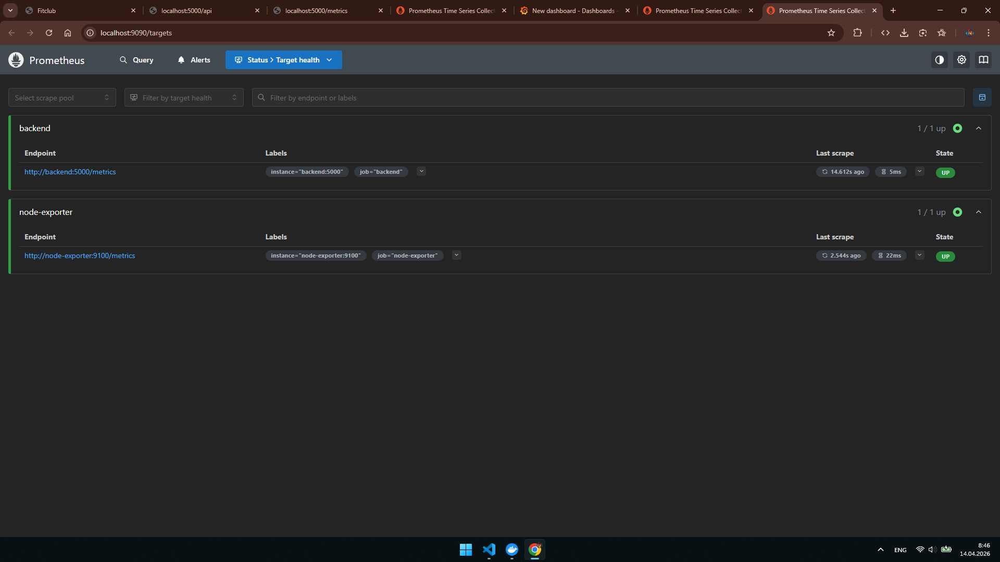 Fitclub
localhost:5000/api
localhost:5000/metrics
Prometheus Time Series Collect
New dashboard - Dashboards -
Prometheus Time Series Collect
Prometheus Time Series Collect
localhost:9090/targets
Prometheus
Query
Alerts
Status > Target health
Select scrape pool
Filter by target health
Filter by endpoint or labels
backend
1 / 1 up
Endpoint Labels Last scrape State
http://backend:5000/metrics instance="backend:5000" job="backend" 14.612s ago 5ms UP
node-exporter
1 / 1 up
Endpoint Labels Last scrape State
http://node-exporter:9100/metrics instance="node-exporter:9100" job="node-exporter" 2.544s ago 22ms UP
ENG
8:46
14.04.2026